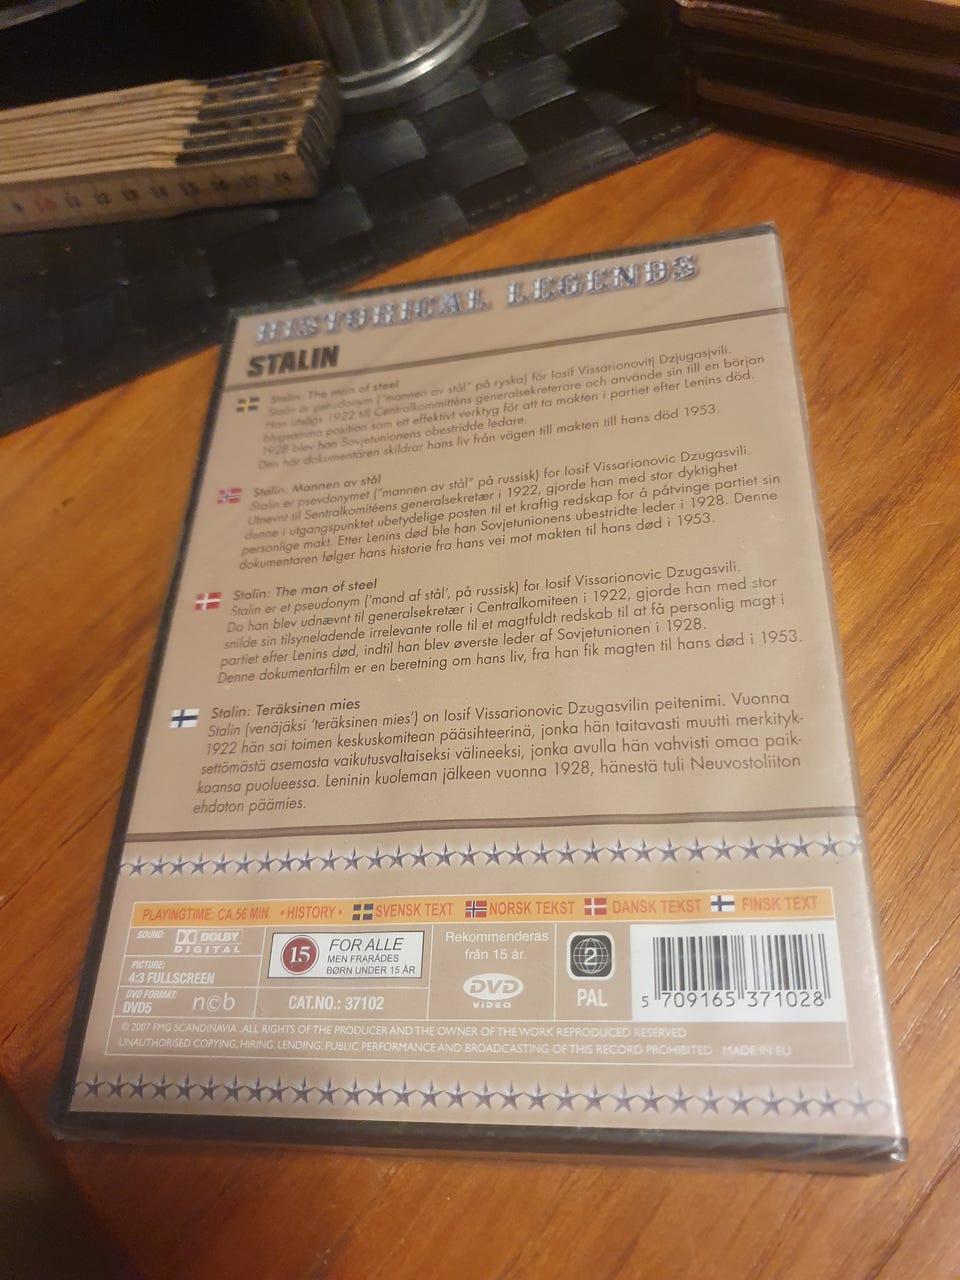 9 10 11 12 13 14 15 16 17 18
HISTORICAL LEGENDS
STALIN
Stalin: The man of steel
Stalin är pseudonym ("mannen av stål" på ryska) för Iosif Vissarionovitj Dzjugasjvili.
Han utsågs 1922 till Centralkommitténs generalsekreterare och använde sin till en början
blygsamma position som ett effektivt verktyg för att ta makten i partiet efter Lenins död.
1928 blev han Sovjetunionens obestridde ledare.
Den här dokumentären skildrar hans liv från vägen till makten till hans död 1953.
Stalin: Mannen av stål
Stalin er psevdonymet ("mannen av stål" på russisk) for Iosif Vissarionovic Dzugasvili.
Utnevnt til Sentralkomitéens generalsekretær i 1922, gjorde han med stor dyktighet
denne i utgangspunktet ubetydelige posten til et kraftig redskap for å påtvinge partiet sin
personlige makt. Etter Lenins død ble han Sovjetunionens ubestridte leder i 1928. Denne
dokumentaren følger hans historie fra hans vei mot makten til hans død i 1953.
Stalin: The man of steel
Stalin er et pseudonym ('mand af stål', på russisk) for Iosif Vissarionovic Dzugasvili.
Da han blev udnævnt til generalsekretær i Centralkomiteen i 1922, gjorde han med stor
snilde sin tilsyneladende irrelevante rolle til et magtfuldt redskab til at få personlig magt i
partiet efter Lenins død, indtil han blev øverste leder af Sovjetunionen i 1928.
Denne dokumentarfilm er en beretning om hans liv, fra han fik magten til hans død i 1953.
Stalin: Teräksinen mies
Stalin (venäjäksi 'teräksinen mies') on Iosif Vissarionovic Dzugasvilin peitenimi. Vuonna
1922 hän sai toimen keskuskomitean pääsihteerinä, jonka hän taitavasti muutti merkityk-
settömästä asemasta vaikutusvaltaiseksi välineeksi, jonka avulla hän vahvisti omaa paik-
kaansa puolueessa. Leninin kuoleman jälkeen vuonna 1928, hänestä tuli Neuvostoliiton
ehdoton päämies.
PLAYINGTIME: CA.56 MIN. • HISTORY • SVENSK TEXT NORSK TEKST DANSK TEKST FINSK TEXT
SOUND: DOLBY
DIGITAL
PICTURE:
4:3 FULLSCREEN
DVD FORMAT:
DVD5
ncb
15 FOR ALLE
MEN FRARÅDES
BØRN UNDER 15 ÅR
CAT.NO.: 37102
Rekommenderas
från 15 år.
DVD
VIDEO
2
PAL
5 709165 371028
© 2007 FMG SCANDINAVIA .ALL RIGHTS OF THE PRODUCER AND THE OWNER OF THE WORK REPRODUCED RESERVED
UNAUTHORISED COPYING, HIRING, LENDING, PUBLIC PERFORMANCE AND BROADCASTING OF THIS RECORD PROHIBITED MADE IN EU